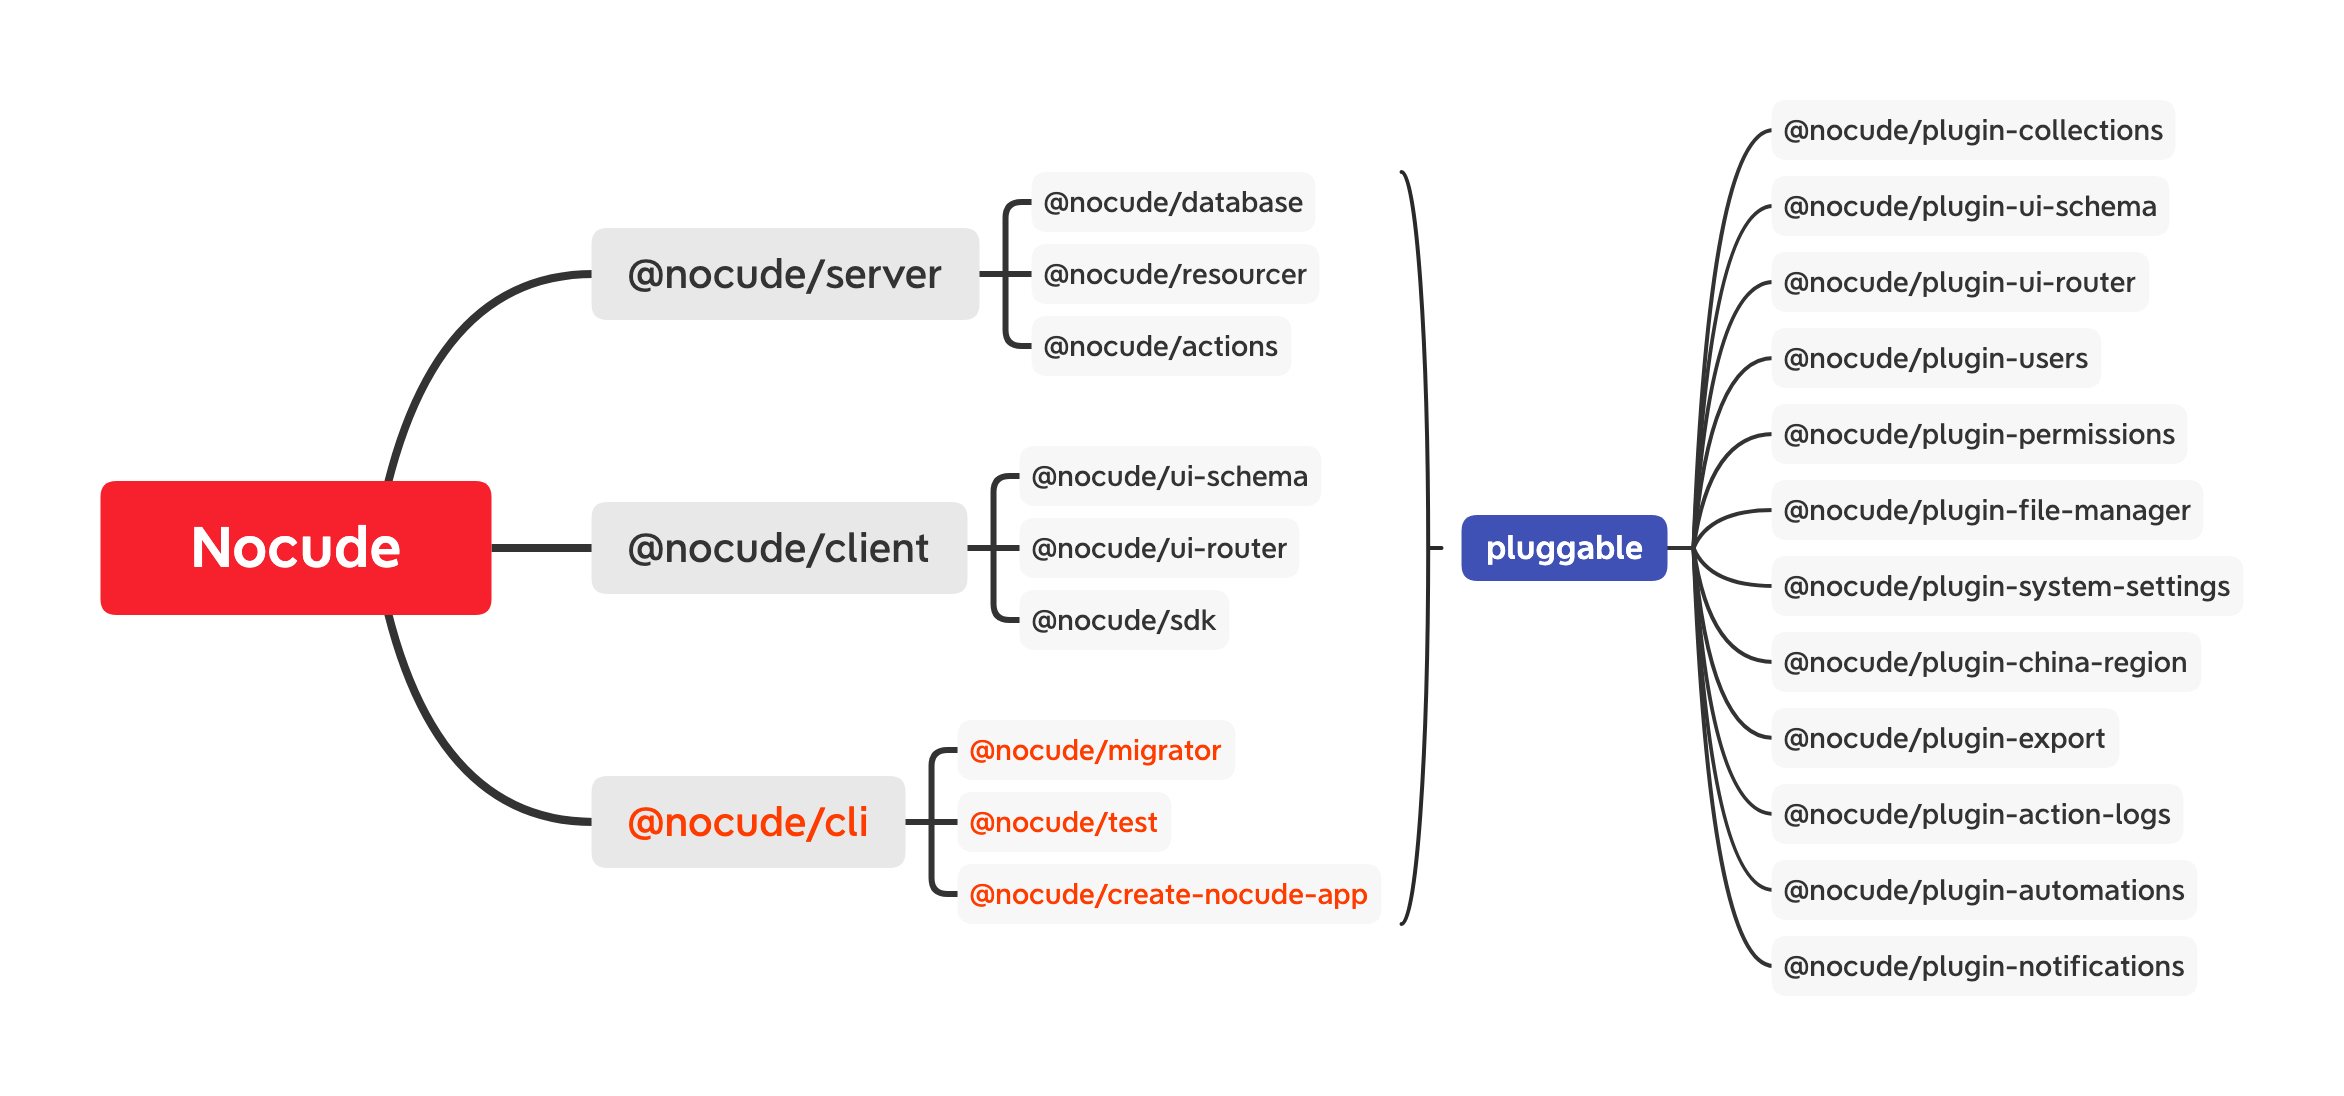 Nocude
@nocude/server
@nocude/database
@nocude/resourcer
@nocude/actions
@nocude/client
@nocude/ui-schema
@nocude/ui-router
@nocude/sdk
@nocude/cli
@nocude/migrator
@nocude/test
@nocude/create-nocude-app
pluggable
@nocude/plugin-collections
@nocude/plugin-ui-schema
@nocude/plugin-ui-router
@nocude/plugin-users
@nocude/plugin-permissions
@nocude/plugin-file-manager
@nocude/plugin-system-settings
@nocude/plugin-china-region
@nocude/plugin-export
@nocude/plugin-action-logs
@nocude/plugin-automations
@nocude/plugin-notifications